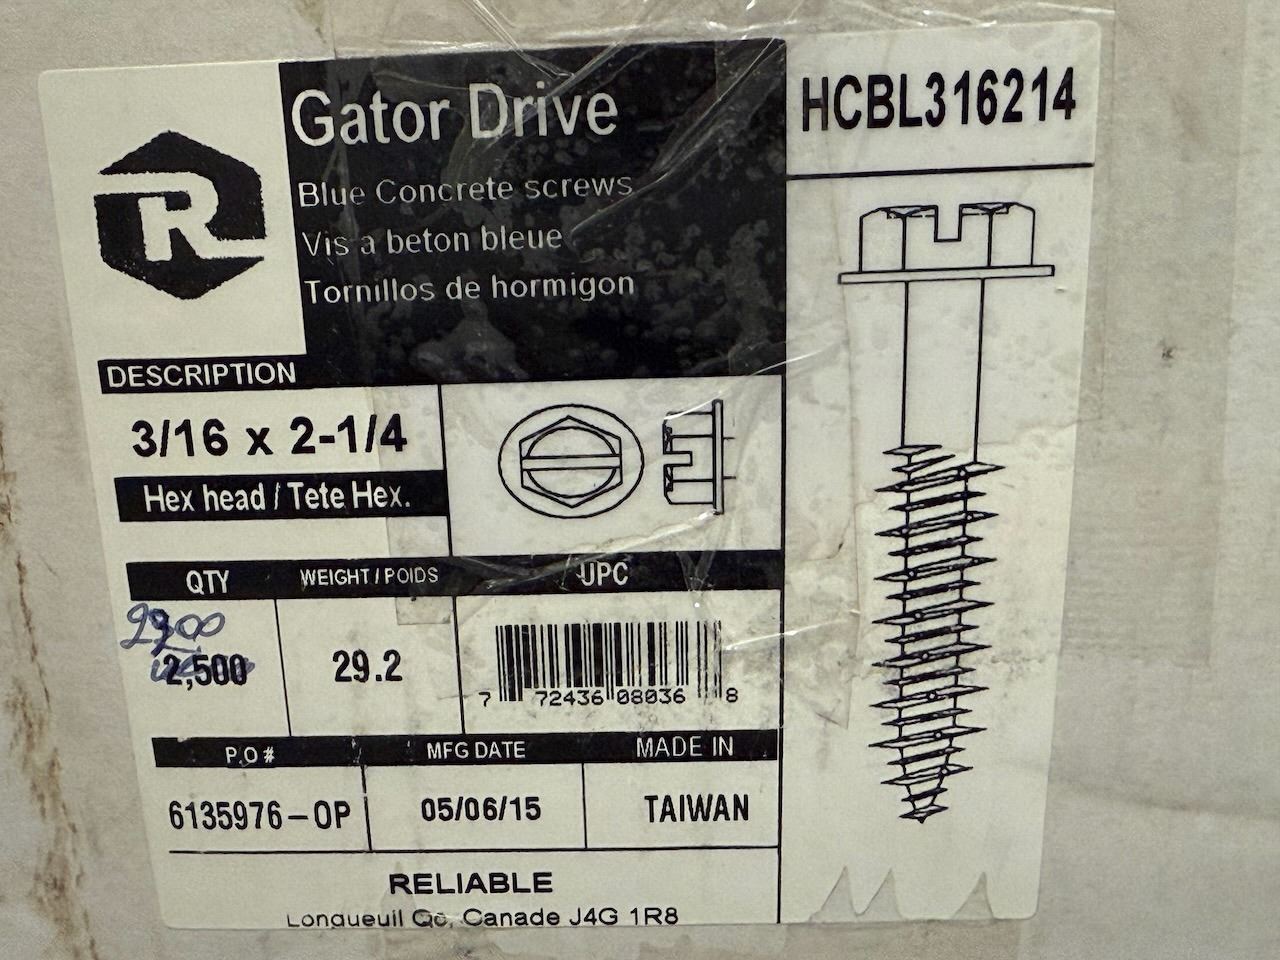 Gator Drive
Blue Concrete screws
Vis a beton bleue
Tornillos de hormigon
HCBL316214
R
DESCRIPTION
3/16 x 2-1/4
Hex head / Tete Hex.
QTY
WEIGHT / POIDS
UPC
2,500
29.2
7 72436 08036 8
P.O #
MFG DATE
MADE IN
6135976-OP
05/06/15
TAIWAN
RELIABLE
Longueuil Qc, Canade J4G 1R8